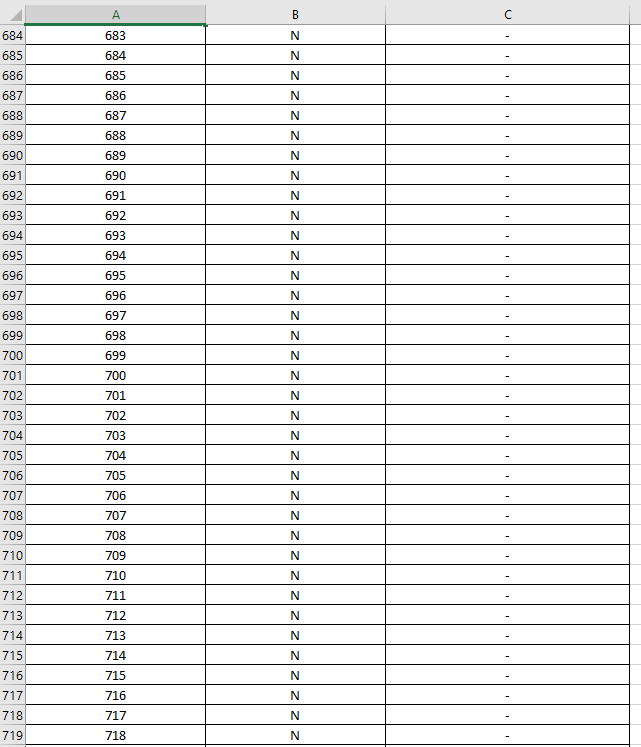 A B C
684 683 N -
685 684 N -
686 685 N -
687 686 N -
688 687 N -
689 688 N -
690 689 N -
691 690 N -
692 691 N -
693 692 N -
694 693 N -
695 694 N -
696 695 N -
697 696 N -
698 697 N -
699 698 N -
700 699 N -
701 700 N -
702 701 N -
703 702 N -
704 703 N -
705 704 N -
706 705 N -
707 706 N -
708 707 N -
709 708 N -
710 709 N -
711 710 N -
712 711 N -
713 712 N -
714 713 N -
715 714 N -
716 715 N -
717 716 N -
718 717 N -
719 718 N -